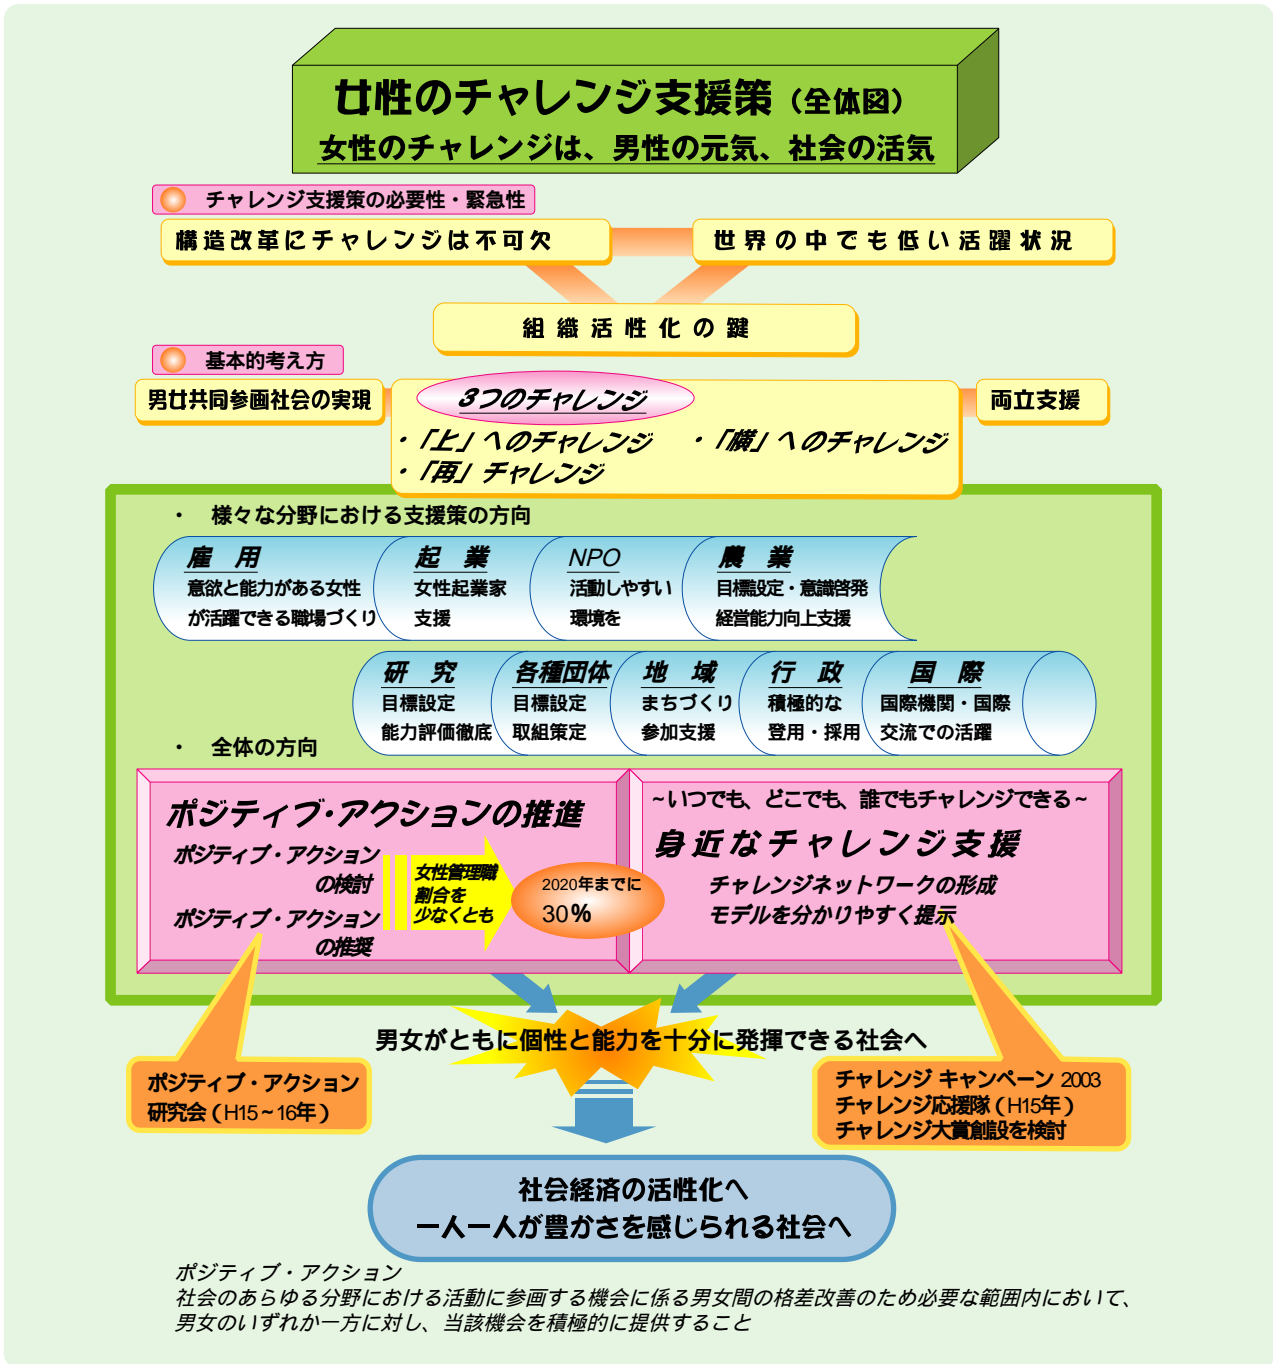 女性のチャレンジ支援策（全体図）
女性のチャレンジは、男性の元気、社会の活気
チャレンジ支援策の必要性・緊急性
構造改革にチャレンジは不可欠
世界の中でも低い活躍状況
組織活性化の鍵
基本的考え方
男女共同参画社会の実現
3つのチャレンジ
両立支援
・「上」へのチャレンジ ・「横」へのチャレンジ
・「再」チャレンジ
・ 様々な分野における支援策の方向
雇 用
意欲と能力がある女性
が活躍できる職場づくり
起 業
女性起業家
支援
NPO
活動しやすい
環境を
農 業
目標設定・意識啓発
経営能力向上支援
研 究
目標設定
能力評価徹底
各種団体
目標設定
取組策定
地 域
まちづくり
参加支援
行 政
積極的な
登用・採用
国 際
国際機関・国際
交流での活躍
・ 全体の方向
ポジティブ・アクションの推進
ポジティブ・アクション
の検討
ポジティブ・アクション
の推奨
女性管理職
割合を
少なくとも
2020年までに
30%
~いつでも、どこでも、誰でもチャレンジできる~
身近なチャレンジ支援
チャレンジネットワークの形成
モデルを分かりやすく提示
男女がともに個性と能力を十分に発揮できる社会へ
ポジティブ・アクション
研究会（H15~16年）
チャレンジ キャンペーン 2003
チャレンジ応援隊（H15年）
チャレンジ大賞創設を検討
社会経済の活性化へ
一人一人が豊かさを感じられる社会へ
ポジティブ・アクション
社会のあらゆる分野における活動に参画する機会に係る男女間の格差改善のため必要な範囲内において、
男女のいずれか一方に対し、当該機会を積極的に提供すること